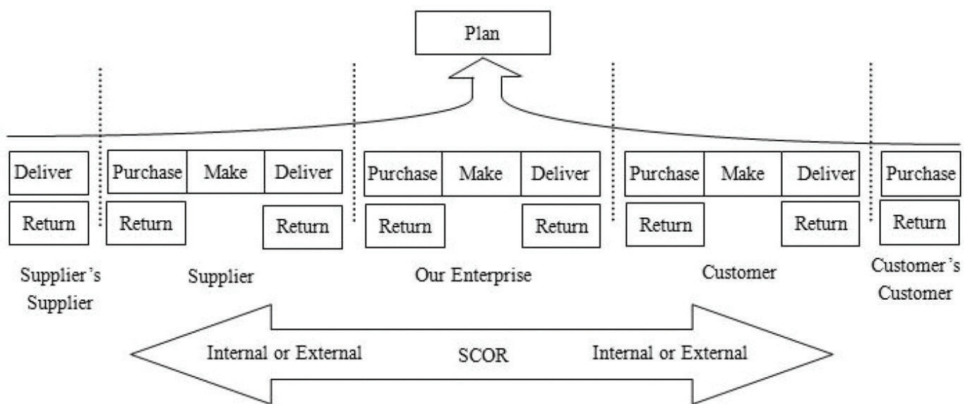 Plan
Deliver Purchase Make Deliver Purchase Make Deliver Purchase Make Deliver Purchase
Return Return Return Return Return Return Return Return
Supplier’s
Supplier
Supplier
Our Enterprise
Customer
Customer’s
Customer
Internal or External SCOR Internal or External